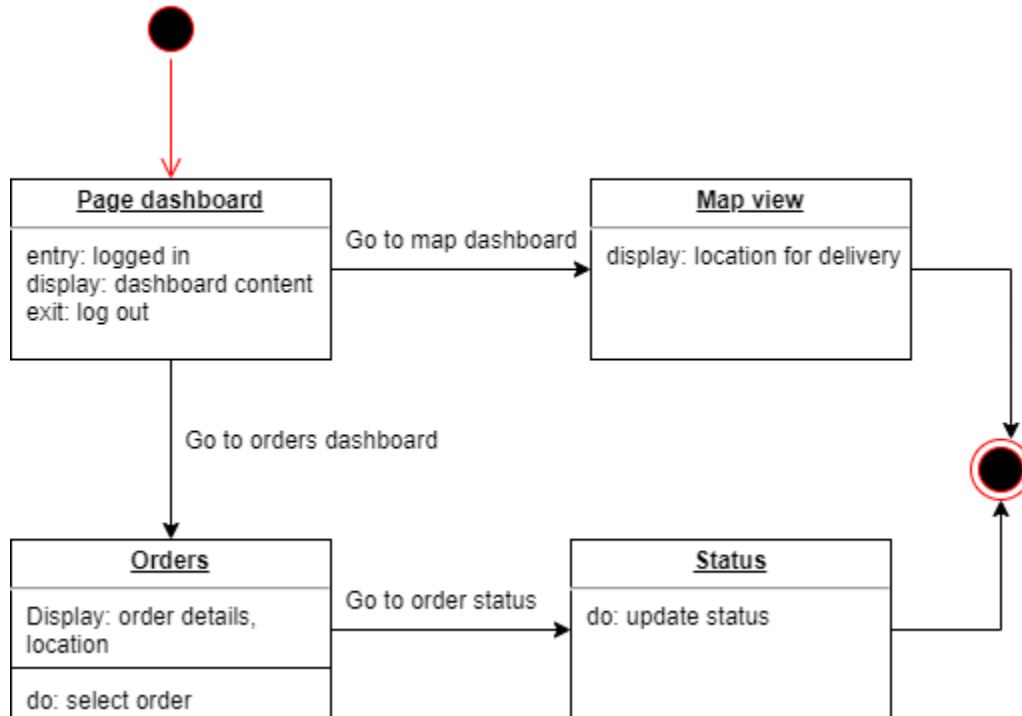 Page dashboard
entry: logged in
display: dashboard content
exit: log out
Go to map dashboard
Map view
display: location for delivery
Go to orders dashboard
Orders
Display: order details,
location
do: select order
Go to order status
Status
do: update status